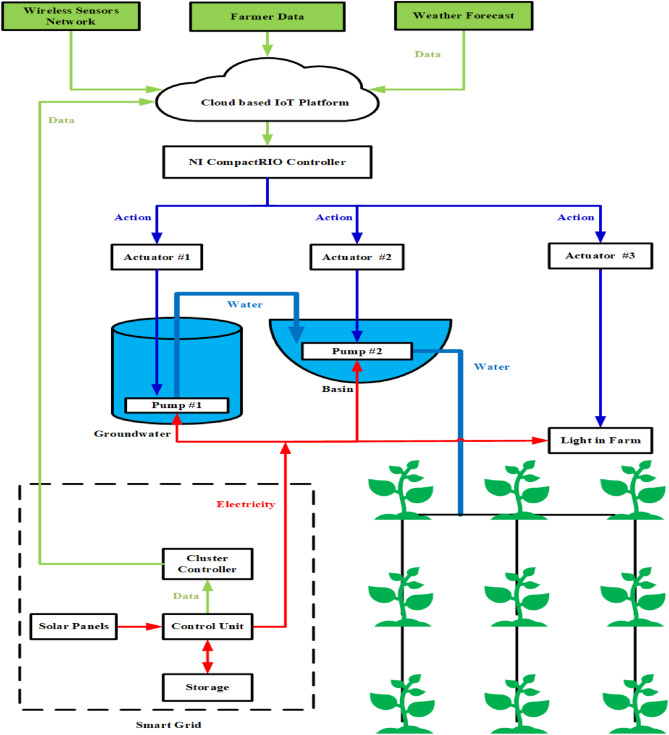 Wireless Sensors
Network
Farmer Data
Weather Forecast
Data
Cloud based IoT Platform
Data
NI CompactRIO Controller
Action
Action
Action
Actuator #1
Actuator #2
Actuator #3
Water
Pump #2
Water
Basin
Pump #1
Groundwater
Light in Farm
Electricity
Cluster
Controller
Data
Solar Panels
Control Unit
Storage
Smart Grid